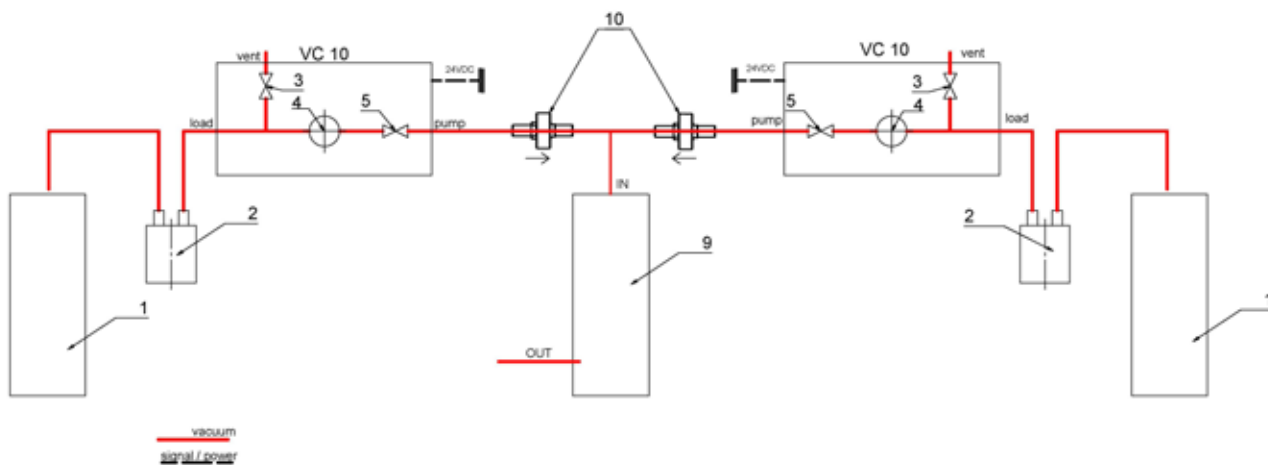 10
vent
VC 10
24VDC
3
4
5
load
pump
VC 10
vent
24VDC
3
5
4
pump
load
IN
2
9
2
1
OUT
vacuum
signal / power